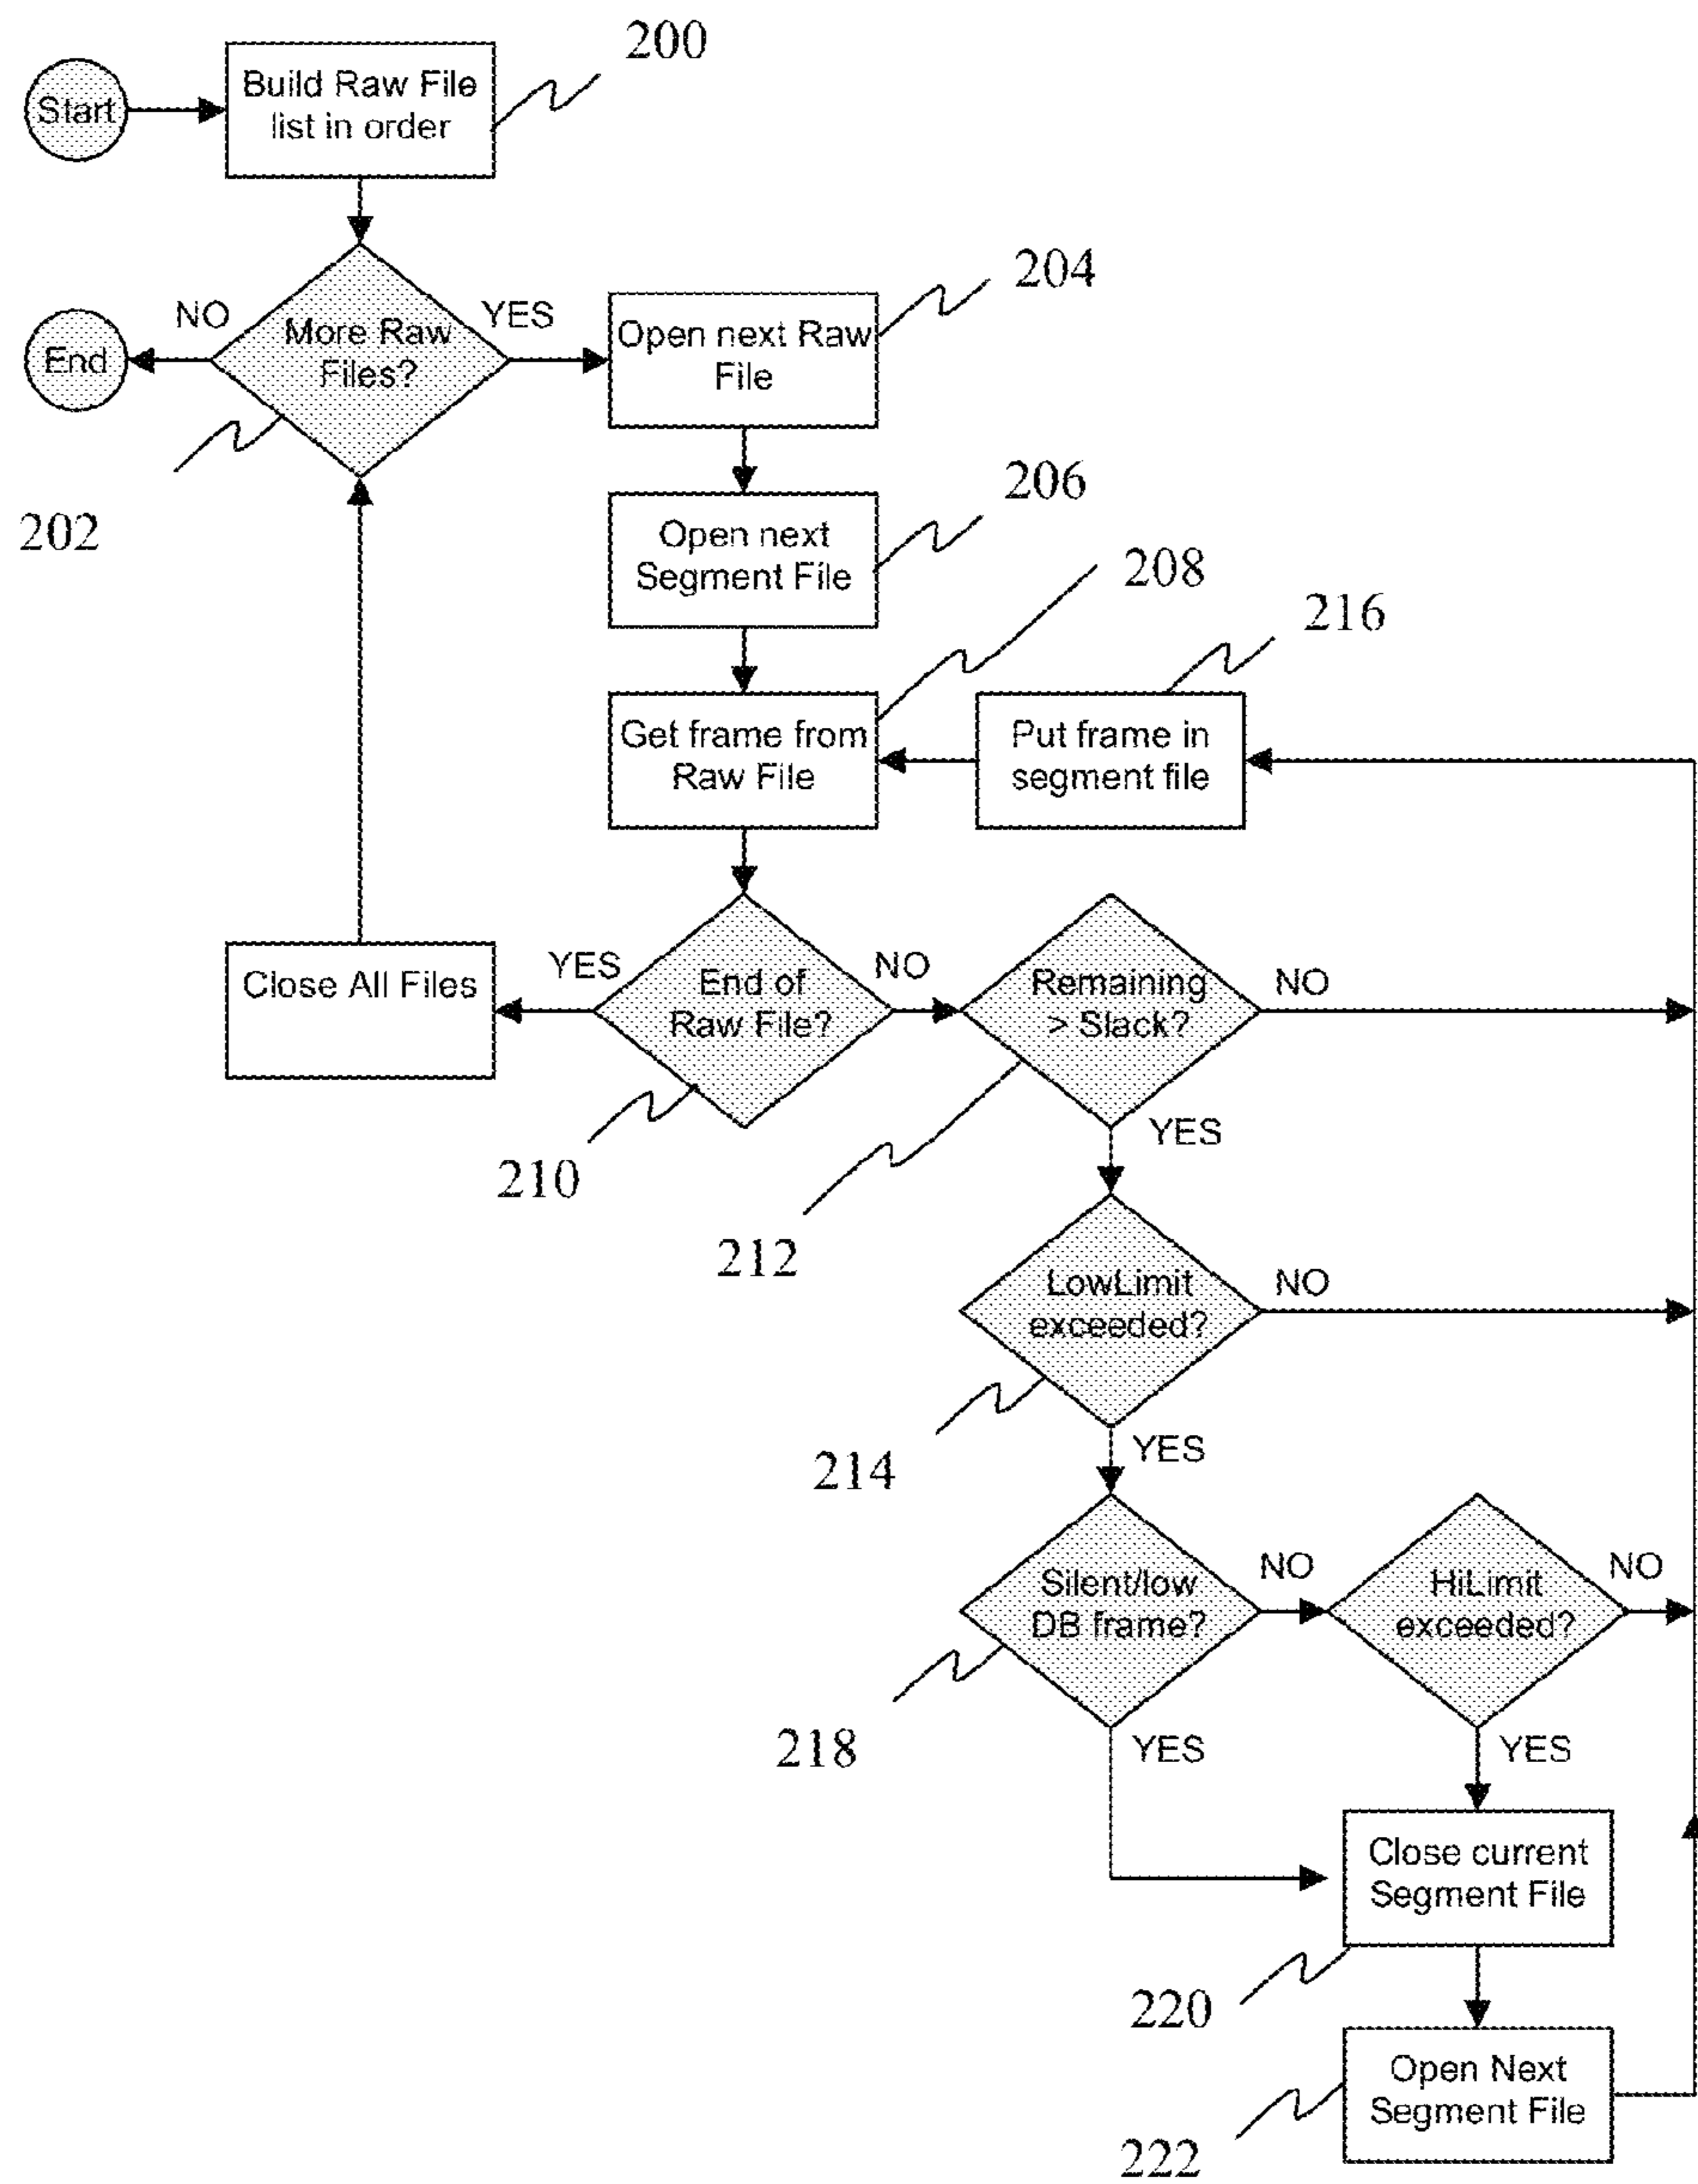 200
Start
Build Raw File
list in order
204
NO
YES
End
More Raw
Files?
Open next Raw
File
202
206
Open next
Segment File
208
216
Get frame from
Raw File
Put frame in
segment file
Close All Files
YES
End of
Raw File?
NO
Remaining
> Slack?
NO
210
YES
212
LowLimit
exceeded?
NO
214
YES
Silent/low
DB frame?
NO
HiLimit
exceeded?
NO
218
YES
YES
Close current
Segment File
220
Open Next
Segment File
222